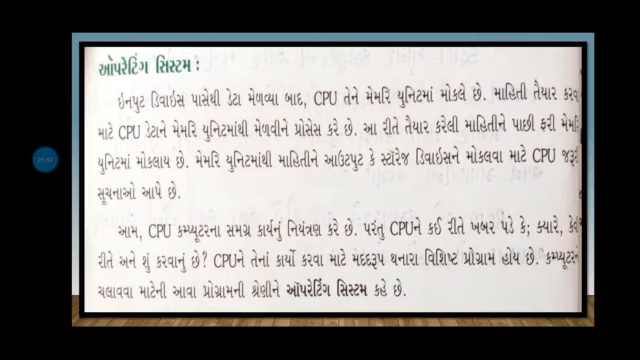 ઓપરેટિંગ સિસ્ટમ :
ઇનપુટ ડિવાઇસ પાસેથી ડેટા મેળવ્યા બાદ, CPU તેને મેમરિ યુનિટમાં મોકલે છે. માહિતી તૈયાર કરવ
માટે CPU ડેટાને મેમરિ યુનિટમાંથી મેળવીને પ્રોસેસ કરે છે. આ રીતે તૈયાર કરેલી માહિતીને પાછી ફરી મેમરિ
યુનિટમાં મોકલાય છે. મેમરિ યુનિટમાંથી માહિતીને આઉટપુટ કે સ્ટૉરેજ ડિવાઇસને મોકલવા માટે CPU જરૂરી
સૂચનાઓ આપે છે.
આમ, CPU કમ્પ્યૂટરના સમગ્ર કાર્યનું નિયંત્રણ કરે છે. પરંતુ CPUને કઈ રીતે ખબર પડે કે; ક્યારે, કેવ
રીતે અને શું કરવાનું છે? CPUને તેનાં કાર્યો કરવા માટે મદદરૂપ થનારા વિશિષ્ટ પ્રોગ્રામ હોય છે. કમ્પ્યૂટરને
ચલાવવા માટેની આવા પ્રોગ્રામની શ્રેણીને ઑપરેટિંગ સિસ્ટમ કહે છે.